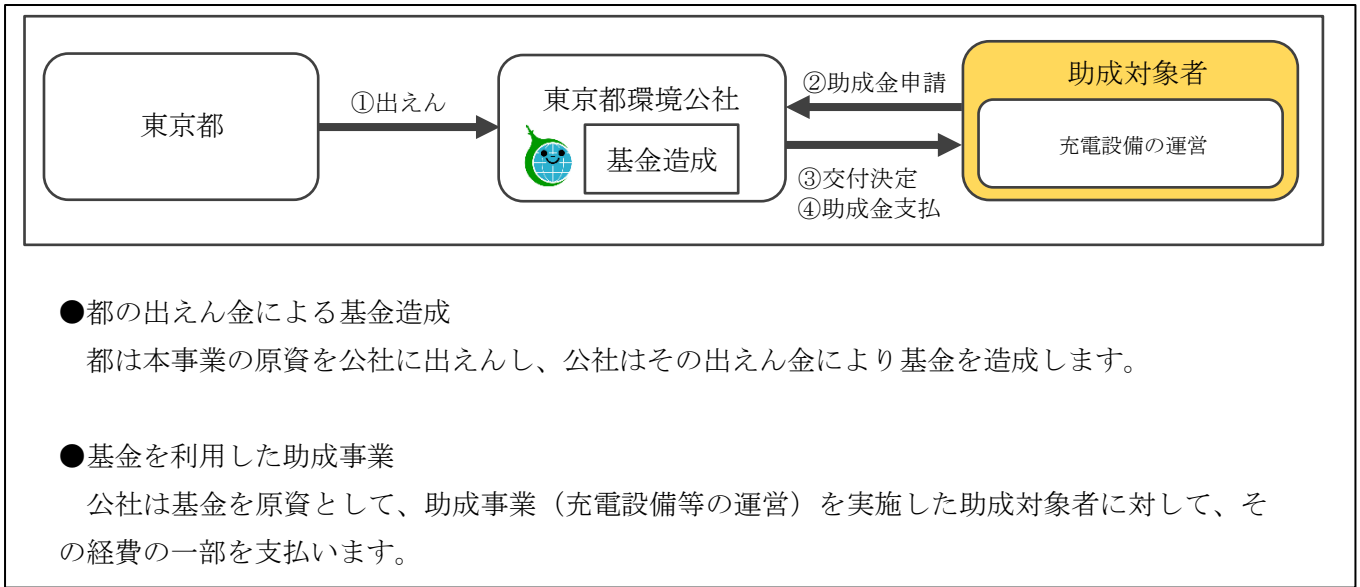 東京都
①出えん
東京都環境公社
基金造成
②助成金申請
③交付決定
④助成金支払
助成対象者
充電設備の運営
●都の出えん金による基金造成
都は本事業の原資を公社に出えんし、公社はその出えん金により基金を造成します。
●基金を利用した助成事業
公社は基金を原資として、助成事業（充電設備等の運営）を実施した助成対象者に対して、そ
の経費の一部を支払います。